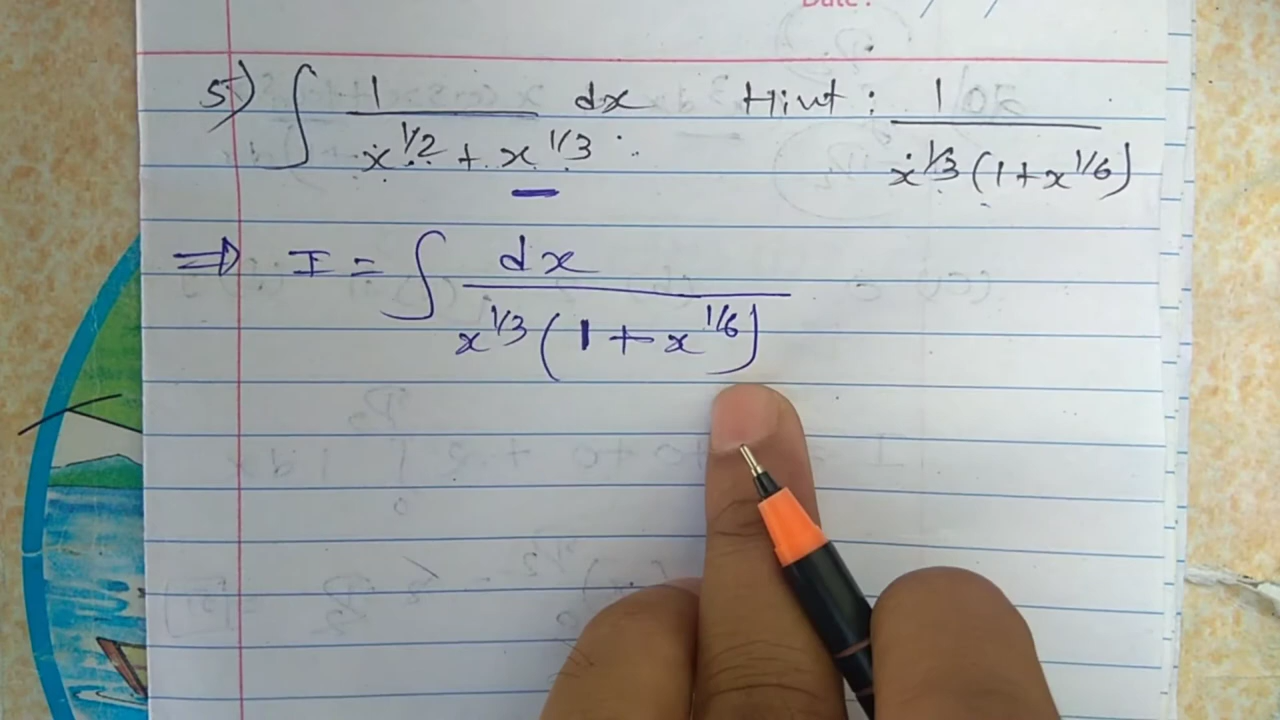 Date :
5) ∫ 1/(x^1/2 + x^1/3) dx Hint : 1/(x^1/3 (1+x^1/6))
⇒ I = ∫ dx/(x^1/3 (1 + x^1/6))